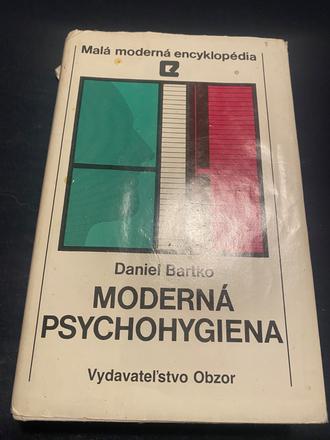 Malá moderná encyklopédia
Daniel Bartko
MODERNÁ
PSYCHOHYGIENA
Vydavateľstvo Obzor